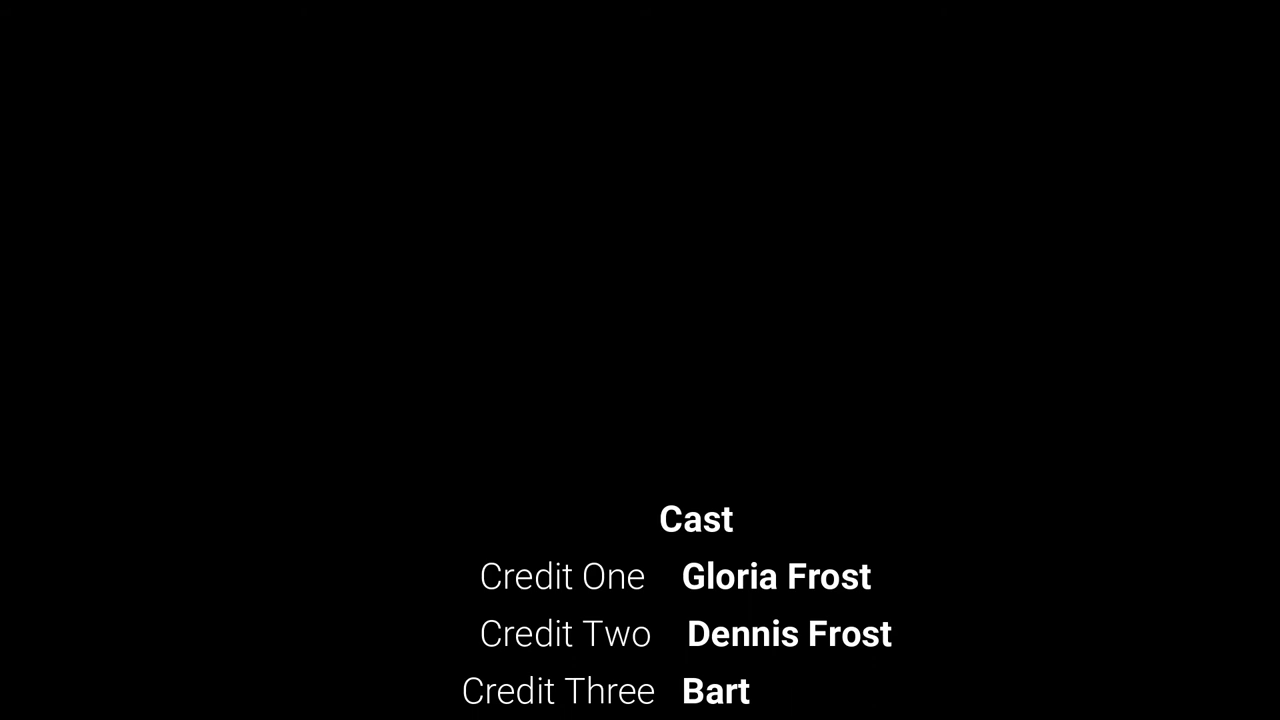 Cast
Credit One Gloria Frost
Credit Two Dennis Frost
Credit Three Bart